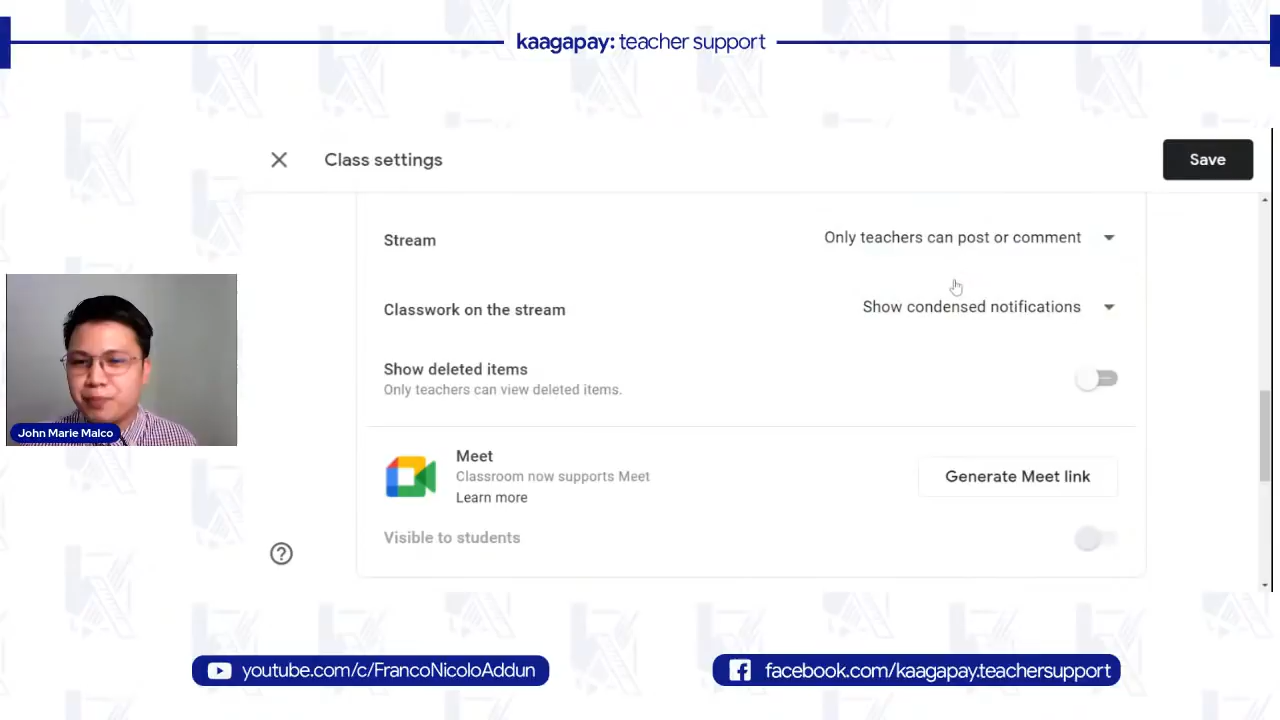 kaagapay: teacher support
Class settings
Save
Stream
Only teachers can post or comment
Classwork on the stream
Show condensed notifications
Show deleted items
Only teachers can view deleted items.
John Marie Malco
Meet
Classroom now supports Meet
Learn more
Generate Meet link
Visible to students
youtube.com/c/FrancoNicoloAddun
facebook.com/kaagapay.teachersupport